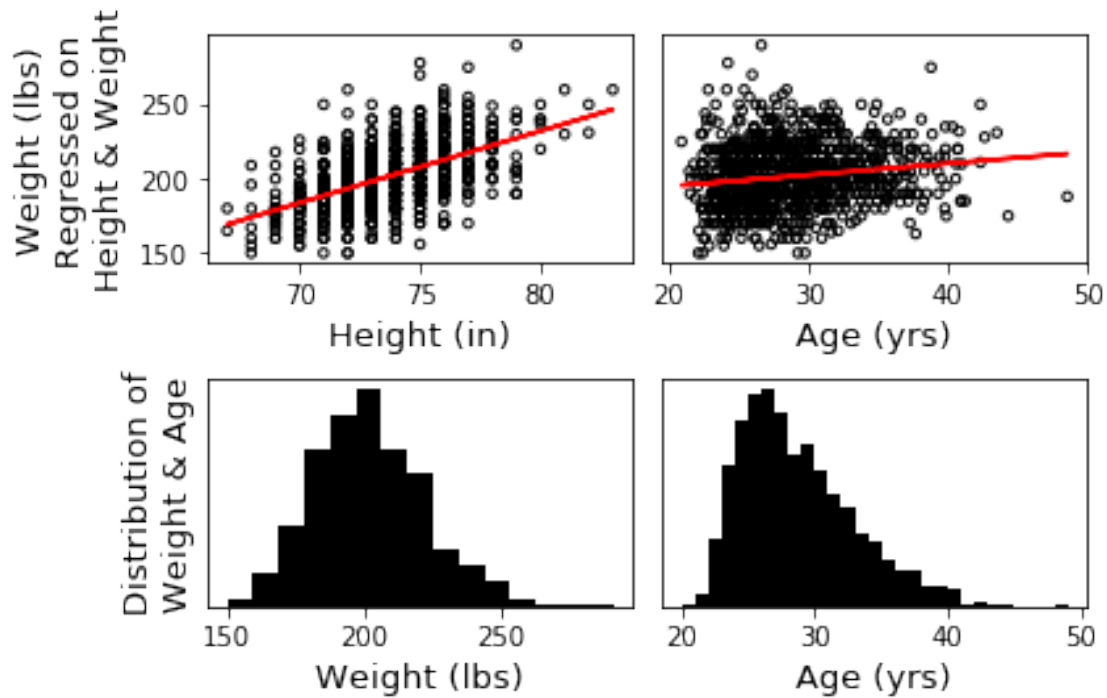 Weight (lbs)
Regressed on
Height & Weight
250
200
150
70 75 80
Height (in)
20 30 40 50
Age (yrs)
Distribution of
Weight & Age
150 200 250
Weight (lbs)
20 30 40 50
Age (yrs)